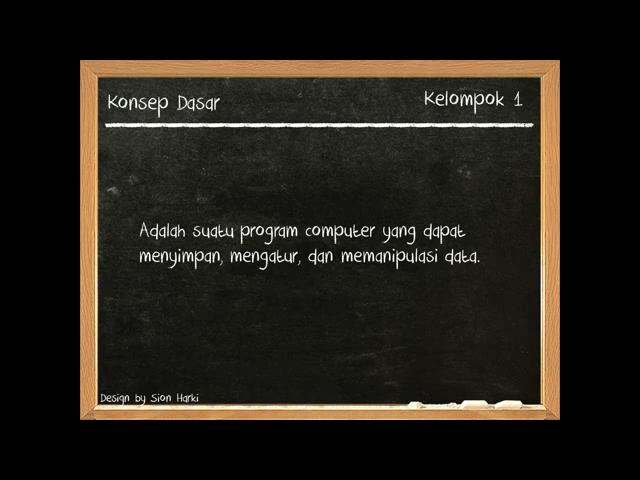 Konsep Dasar
Kelompok 1
Adalah suatu program computer yang dapat
menyimpan, mengatur, dan memanipulasi data.
Design by Sion Harki